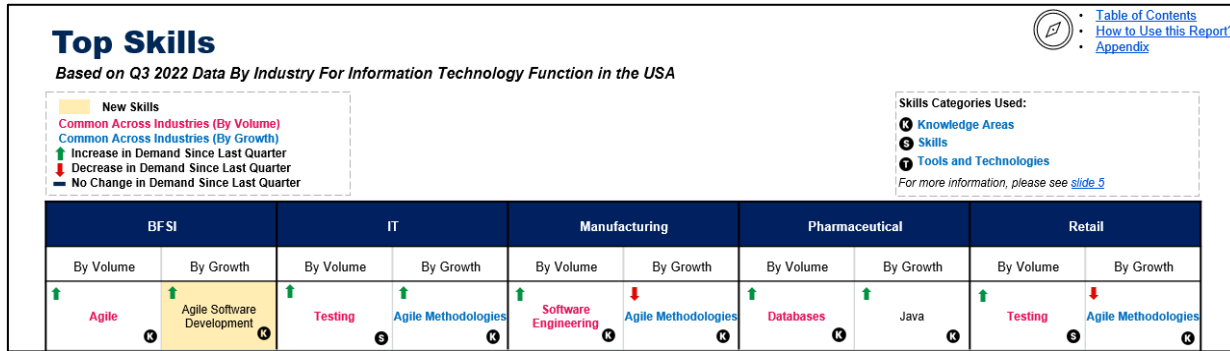 Top Skills
Based on Q3 2022 Data By Industry For Information Technology Function in the USA
• Table of Contents
• How to Use this Report?
• Appendix
New Skills
Common Across Industries (By Volume)
Common Across Industries (By Growth)
Increase in Demand Since Last Quarter
Decrease in Demand Since Last Quarter
No Change in Demand Since Last Quarter
Skills Categories Used:
K Knowledge Areas
S Skills
T Tools and Technologies
For more information, please see slide 5
BFSI IT Manufacturing Pharmaceutical Retail
By Volume By Growth By Volume By Growth By Volume By Growth By Volume By Growth By Volume By Growth
Agile K
Agile Software
Development K
Testing S
Agile Methodologies K
Software
Engineering K
Agile Methodologies K
Databases K
Java K
Testing S
Agile Methodologies K